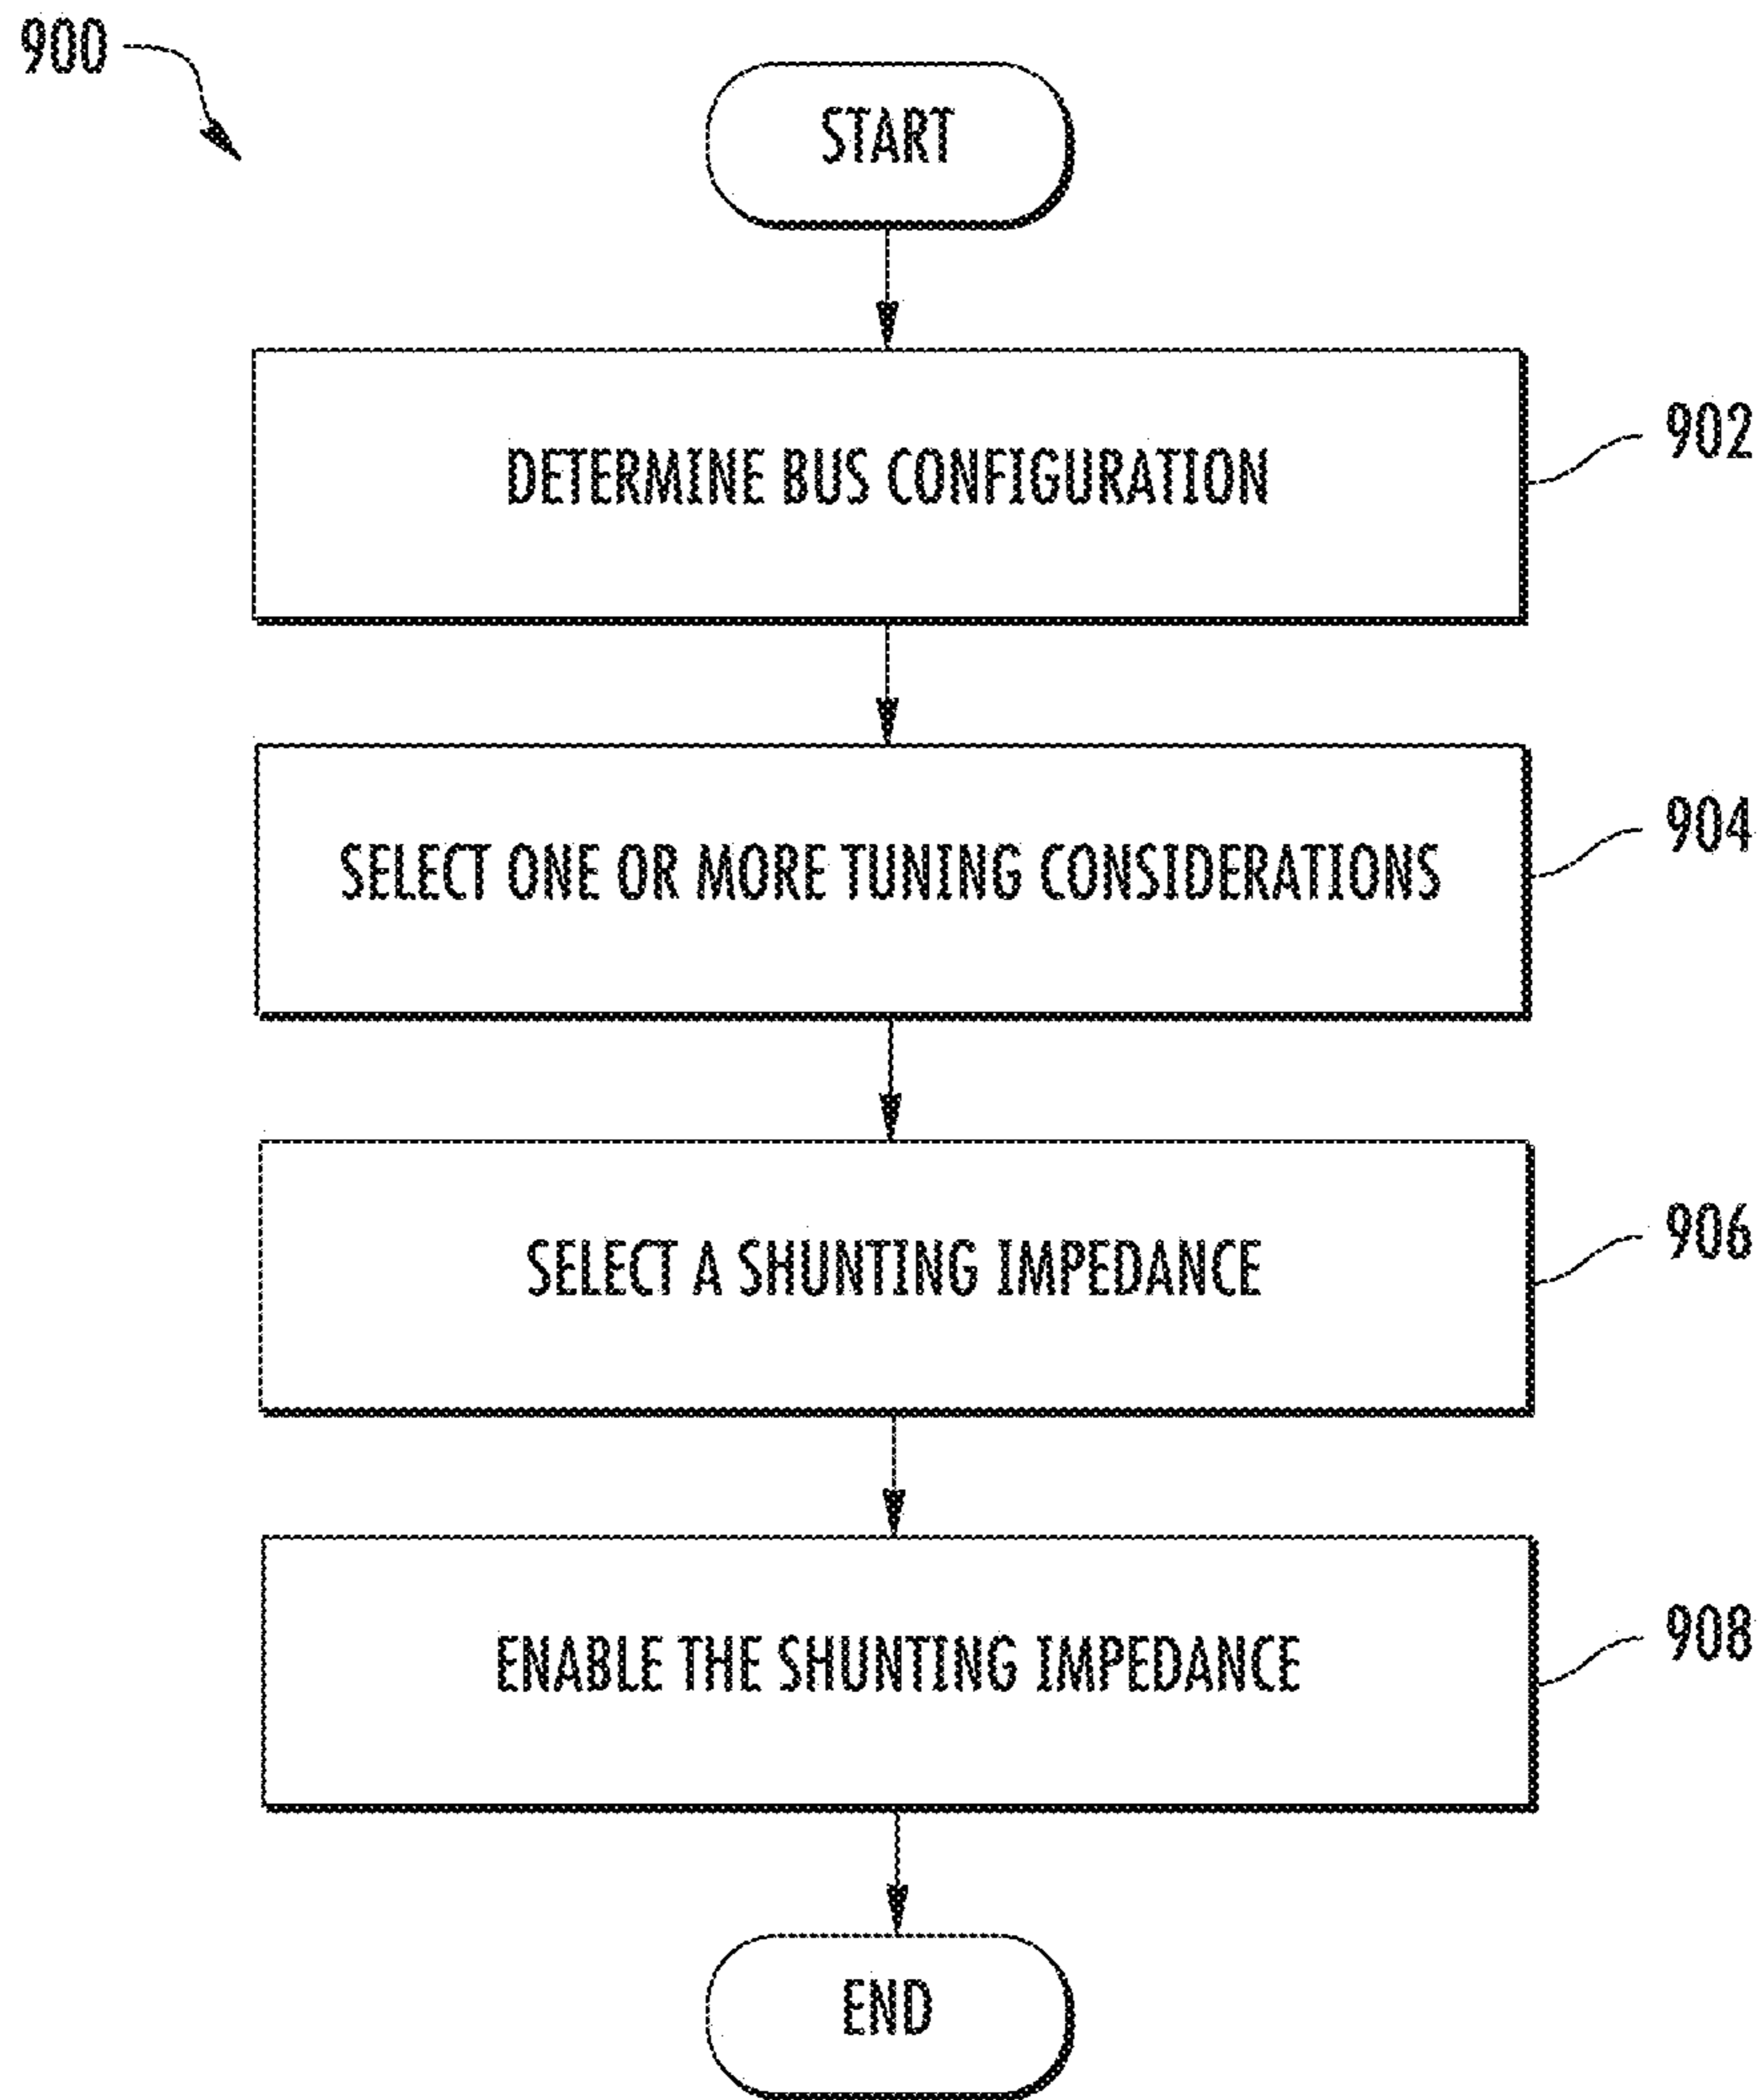 900
START
DETERMINE BUS CONFIGURATION
902
SELECT ONE OR MORE TUNING CONSIDERATIONS
904
SELECT A SHUNTING IMPEDANCE
906
ENABLE THE SHUNTING IMPEDANCE
908
END